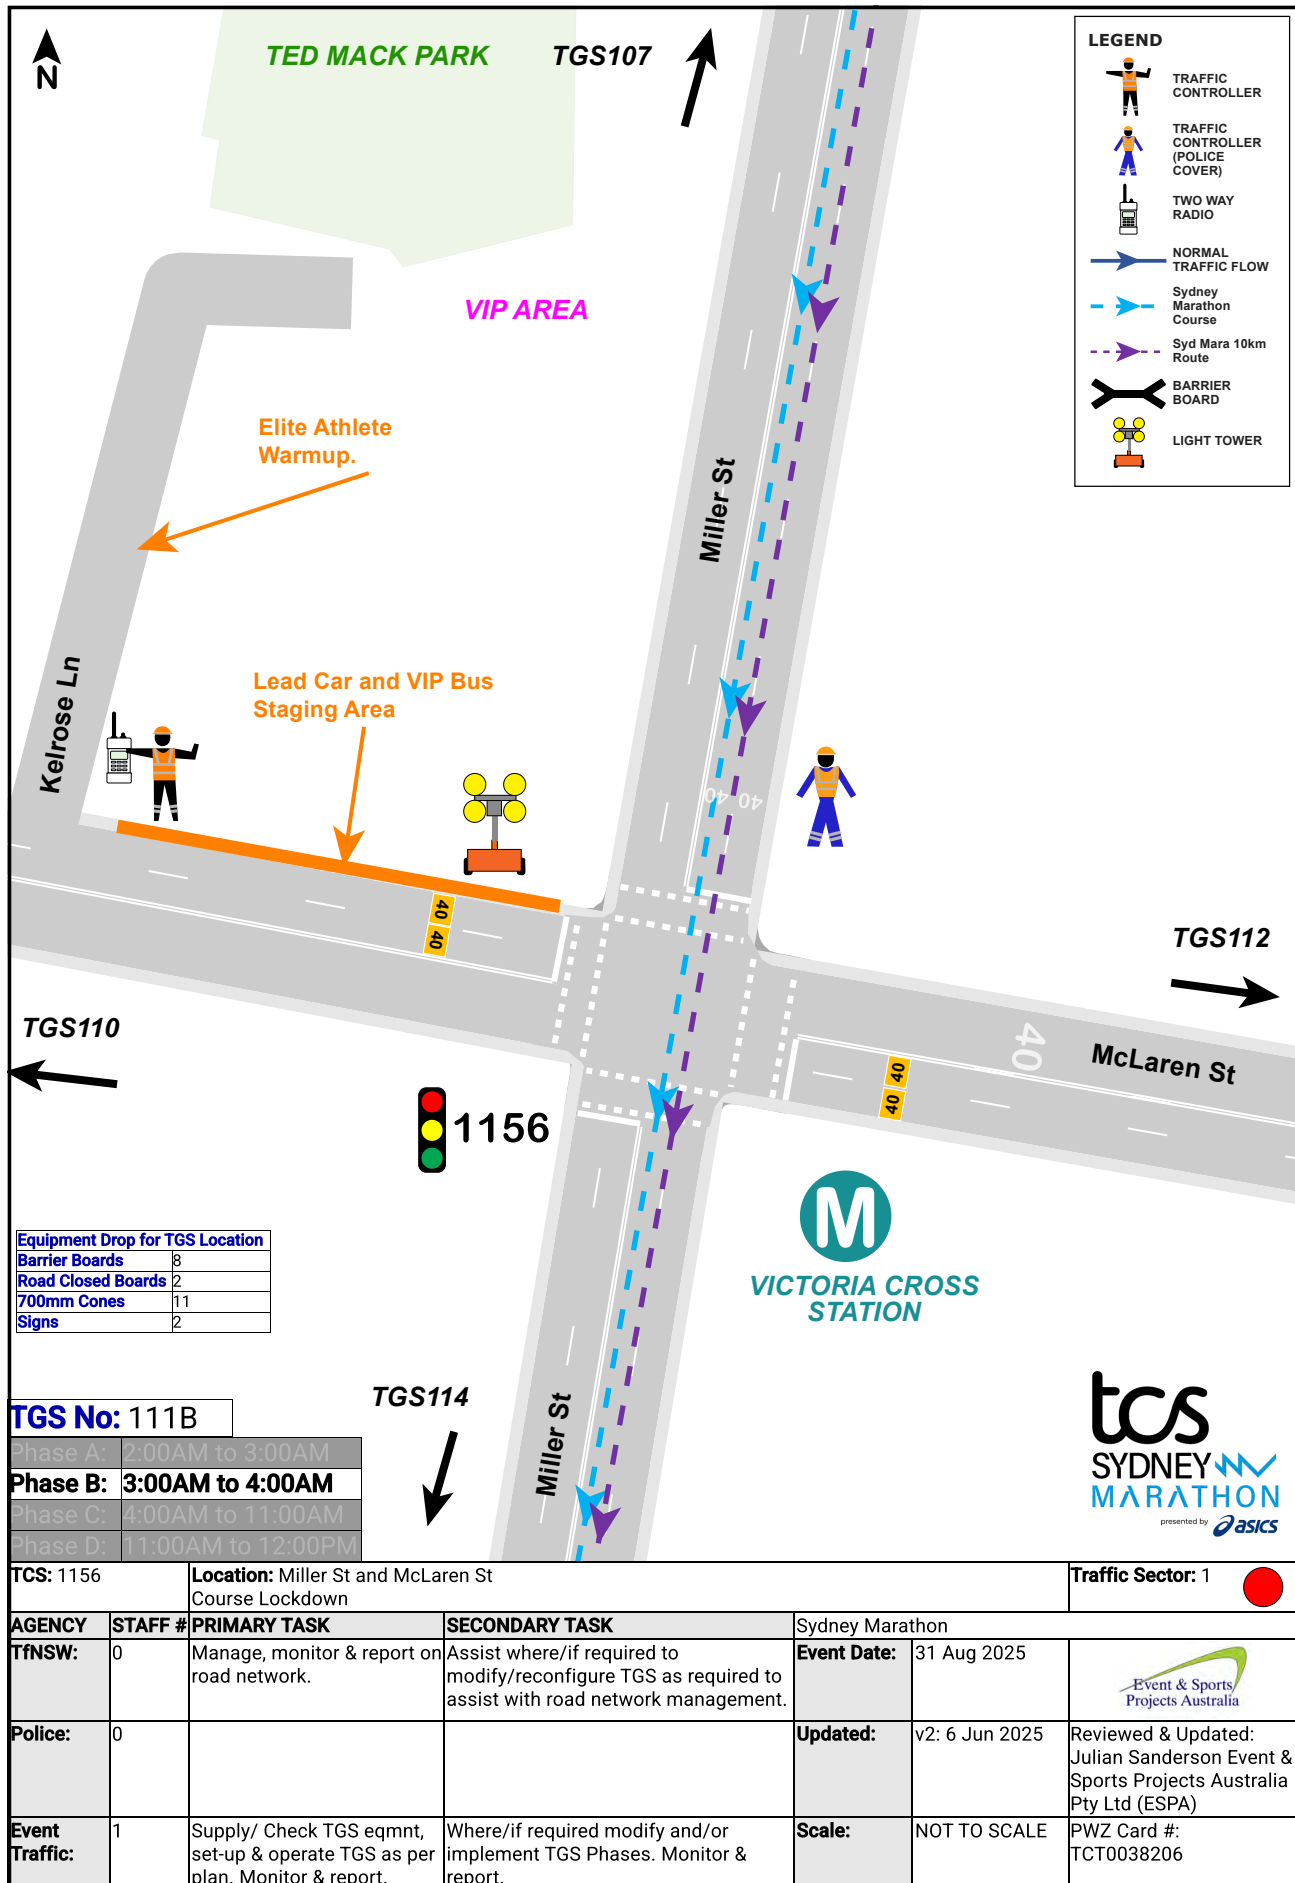 N
TED MACK PARK
TGS107
LEGEND
TRAFFIC
CONTROLLER
TRAFFIC
CONTROLLER
(POLICE
COVER)
TWO WAY
RADIO
NORMAL
TRAFFIC FLOW
Sydney
Marathon
Course
Syd Mara 10km
Route
BARRIER
BOARD
LIGHT TOWER
VIP AREA
Elite Athlete
Warmup.
Miller St
Kelrose Ln
Lead Car and VIP Bus
Staging Area
40 40
40 40
TGS112
TGS110
40
McLaren St
40 40
1156
M
VICTORIA CROSS
STATION
Equipment Drop for TGS Location
Barrier Boards 8
Road Closed Boards 2
700mm Cones 11
Signs 2
TGS114
Miller St
TGS No: 111B
Phase A: 2:00AM to 3:00AM
Phase B: 3:00AM to 4:00AM
Phase C: 4:00AM to 11:00AM
Phase D: 11:00AM to 12:00PM
tcs
SYDNEY
MARATHON
presented by asics
TCS: 1156
Location: Miller St and McLaren St
Course Lockdown
Traffic Sector: 1
AGENCY STAFF # PRIMARY TASK SECONDARY TASK Sydney Marathon
TfNSW: 0
Manage, monitor & report on
road network.
Assist where/if required to
modify/reconfigure TGS as required to
assist with road network management.
Event Date: 31 Aug 2025
Event & Sports
Projects Australia
Police: 0
Updated: v2: 6 Jun 2025
Reviewed & Updated:
Julian Sanderson Event &
Sports Projects Australia
Pty Ltd (ESPA)
Event
Traffic:
1
Supply/ Check TGS eqmnt,
set-up & operate TGS as per
plan. Monitor & report.
Where/if required modify and/or
implement TGS Phases. Monitor &
report.
Scale: NOT TO SCALE
PWZ Card #:
TCT0038206